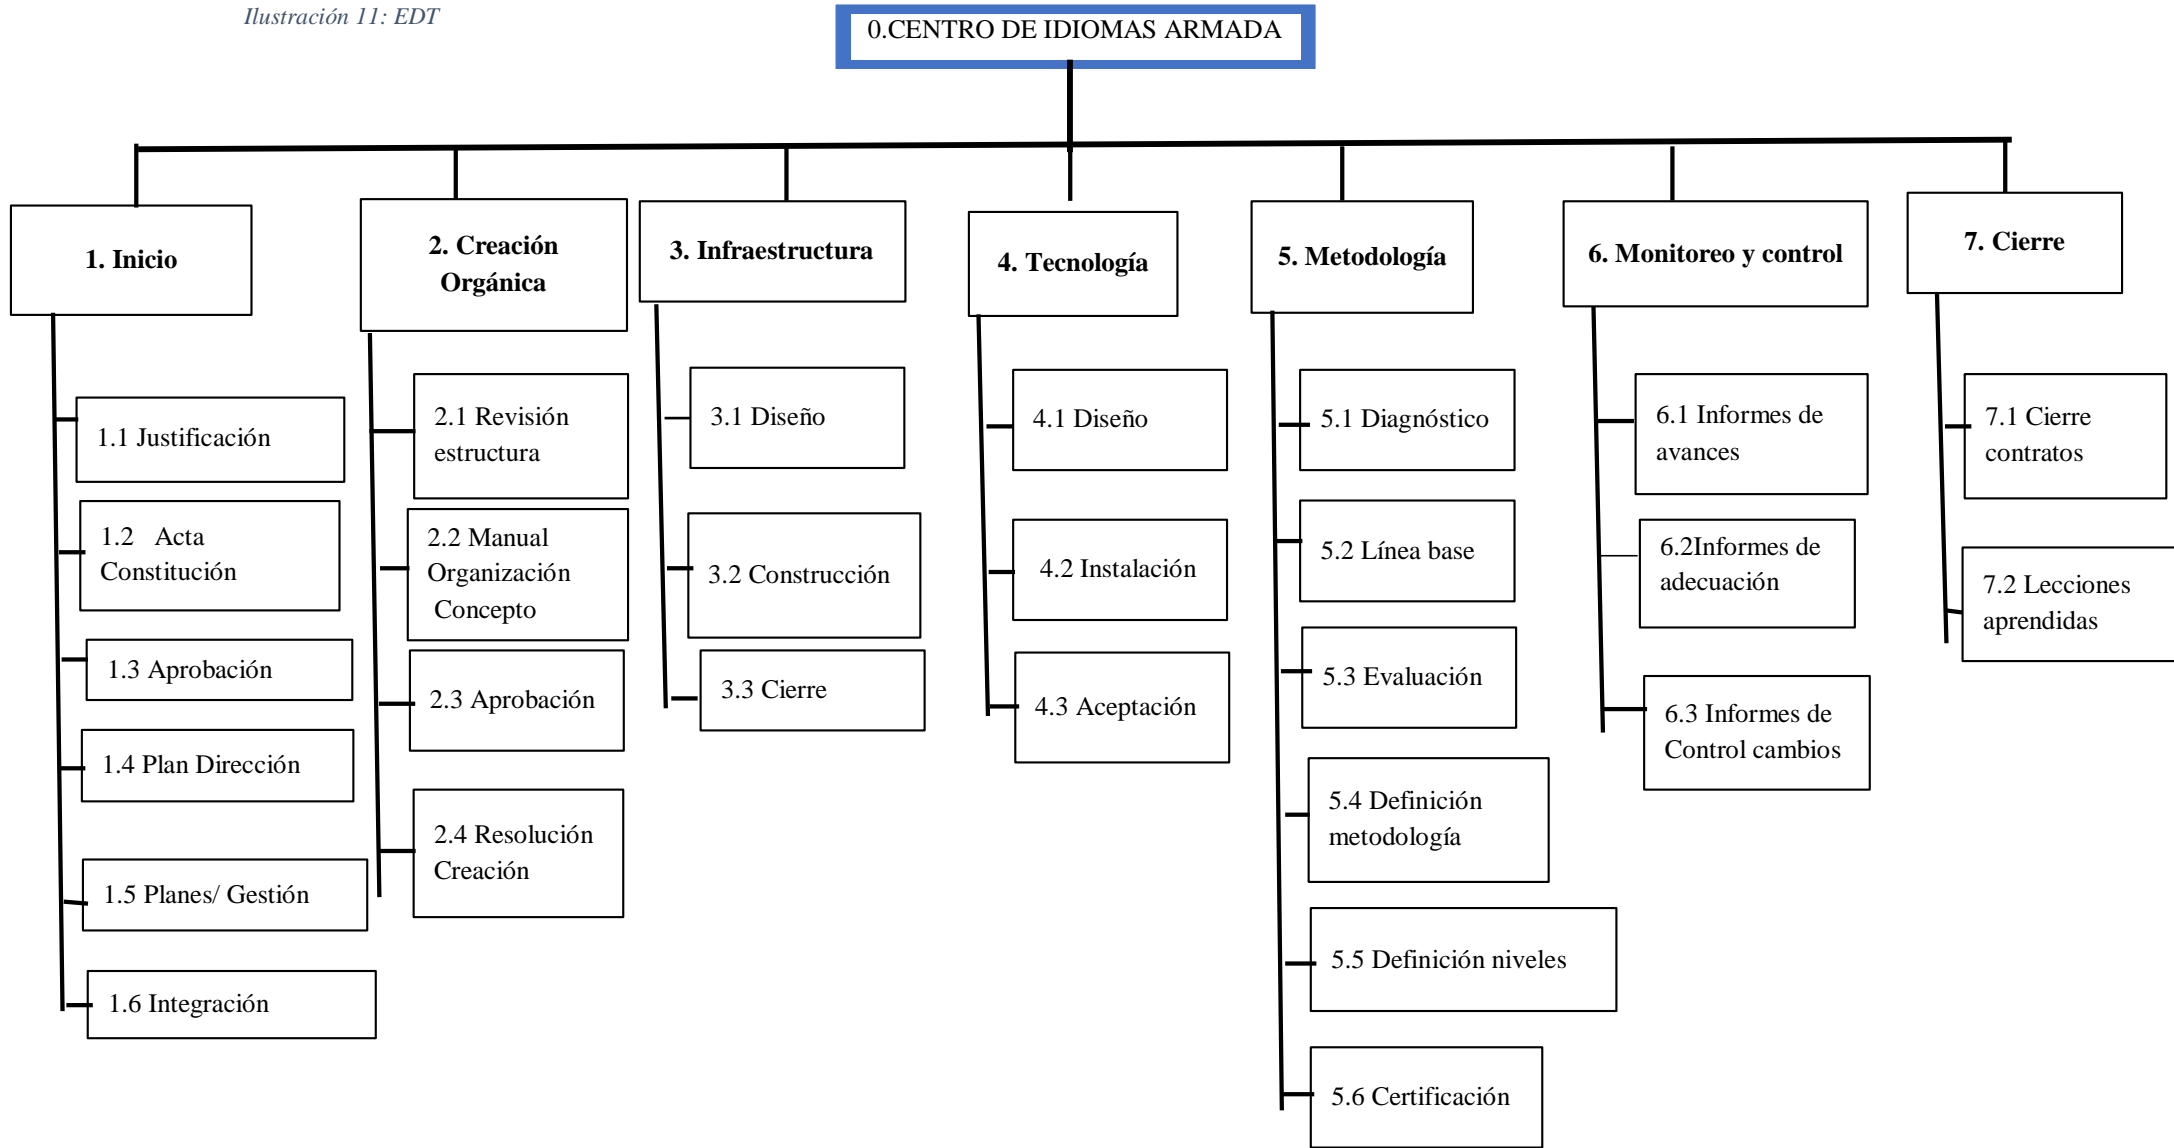 Ilustración 11: EDT
0.CENTRO DE IDIOMAS ARMADA
1. Inicio
1.1 Justificación
1.2 Acta
Constitución
1.3 Aprobación
1.4 Plan Dirección
1.5 Planes/ Gestión
1.6 Integración
2. Creación
Orgánica
2.1 Revisión
estructura
2.2 Manual
Organización
Concepto
2.3 Aprobación
2.4 Resolución
Creación
3. Infraestructura
3.1 Diseño
3.2 Construcción
3.3 Cierre
4. Tecnología
4.1 Diseño
4.2 Instalación
4.3 Aceptación
5. Metodología
5.1 Diagnóstico
5.2 Línea base
5.3 Evaluación
5.4 Definición
metodología
5.5 Definición niveles
5.6 Certificación
6. Monitoreo y control
6.1 Informes de
avances
6.2Informes de
adecuación
6.3 Informes de
Control cambios
7. Cierre
7.1 Cierre
contratos
7.2 Lecciones
aprendidas